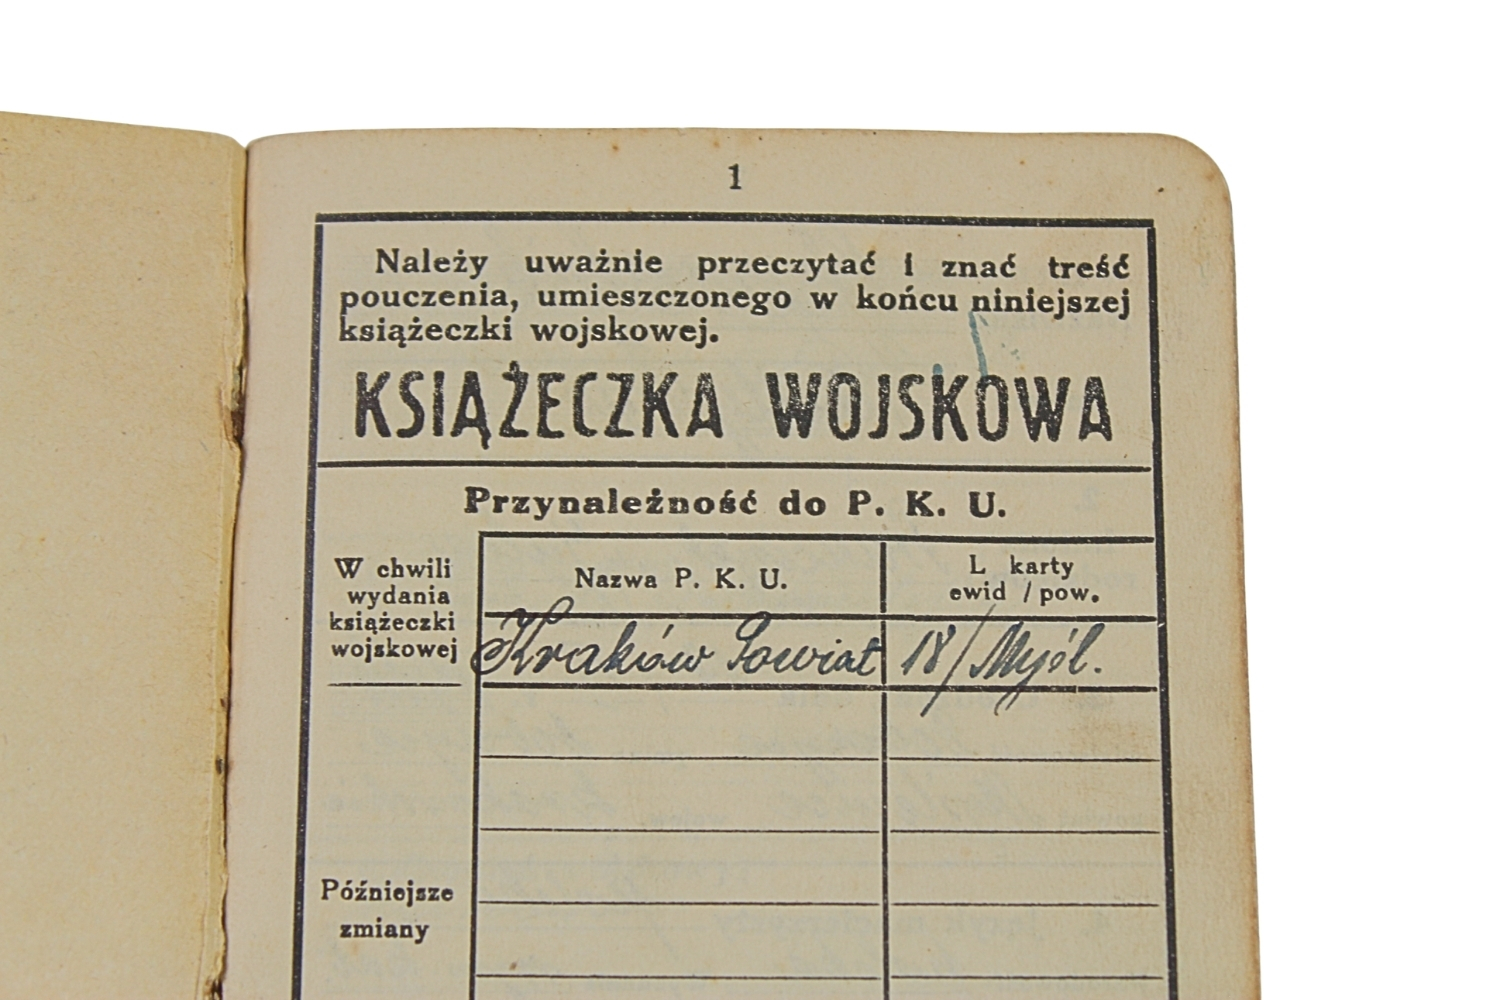 1
Należy uważnie przeczytać i znać treść
pouczenia, umieszczonego w końcu niniejszej
książeczki wojskowej.
KSIĄŻECZKA WOJSKOWA
Przynależność do P. K. U.
W chwili
wydania
książeczki
wojskowej
Nazwa P. K. U.
L karty
ewid / pow.
Kraków Powiat
18/Myśl.
Późniejsze
zmiany